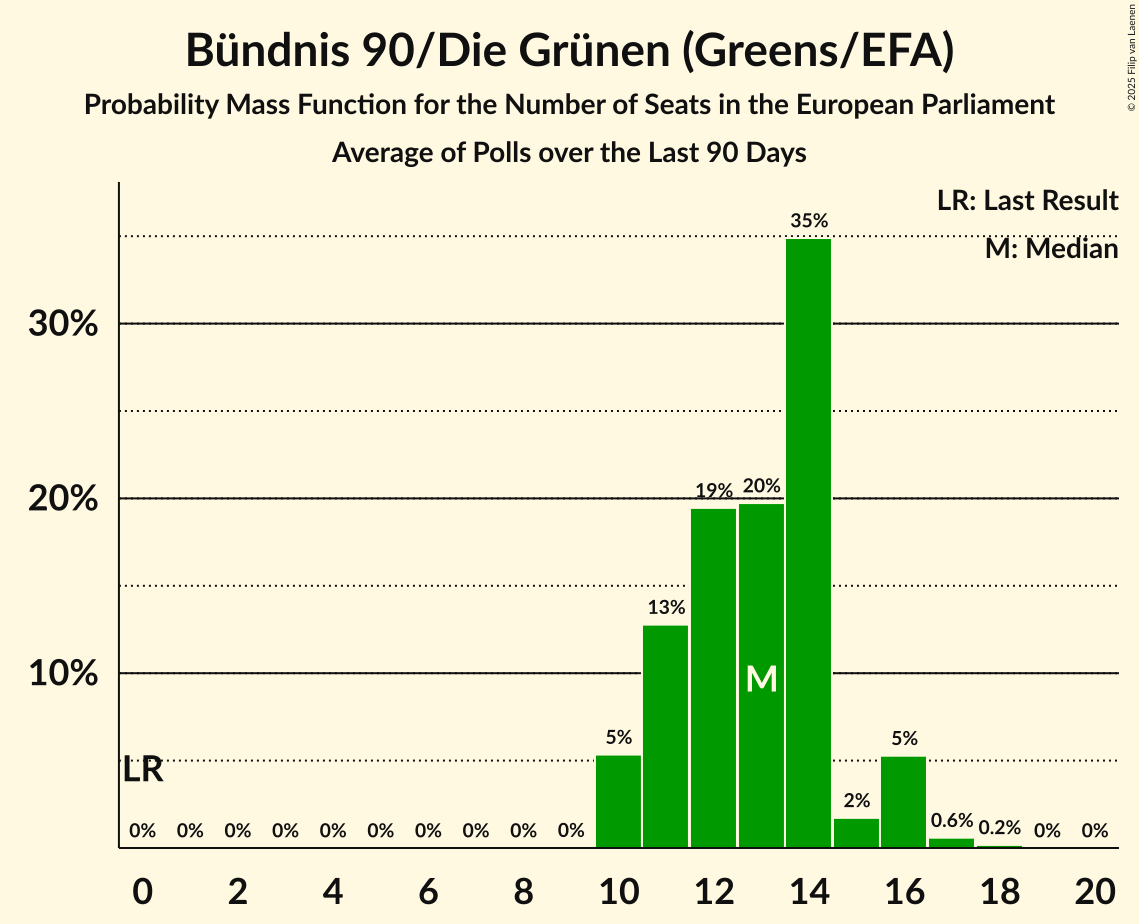 Bündnis 90/Die Grünen (Greens/EFA)
Probability Mass Function for the Number of Seats in the European Parliament
Average of Polls over the Last 90 Days
© 2025 Filip van Laenen
LR: Last Result
M: Median
35%
30%
20%
19% 20%
13%
10%
M
5% 5%
LR
2%
0% 0% 0% 0% 0% 0% 0% 0% 0% 0% 0.6% 0.2% 0% 0%
0 2 4 6 8 10 12 14 16 18 20